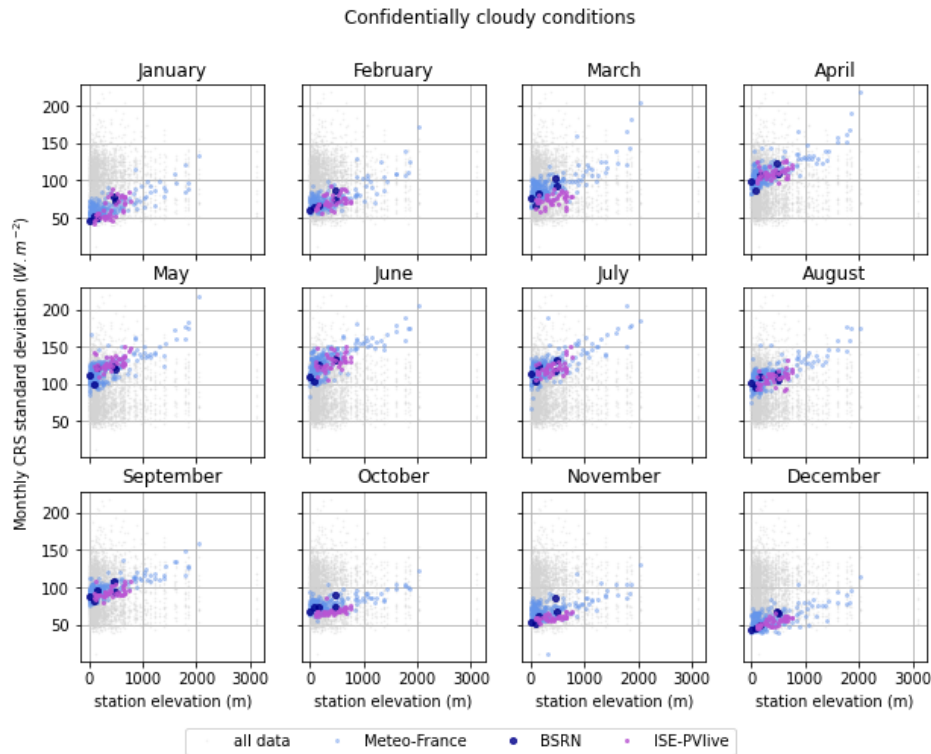 Confidentially cloudy conditions
January
February
March
April
200
150
100
50
May
June
July
August
200
150
100
50
September
October
November
December
200
150
100
50
0
1000
2000
3000
0
1000
2000
3000
0
1000
2000
3000
0
1000
2000
3000
station elevation (m)
station elevation (m)
station elevation (m)
station elevation (m)
Monthly CRS standard deviation (W.m⁻²)
all data
Meteo-France
BSRN
ISE-PVlive